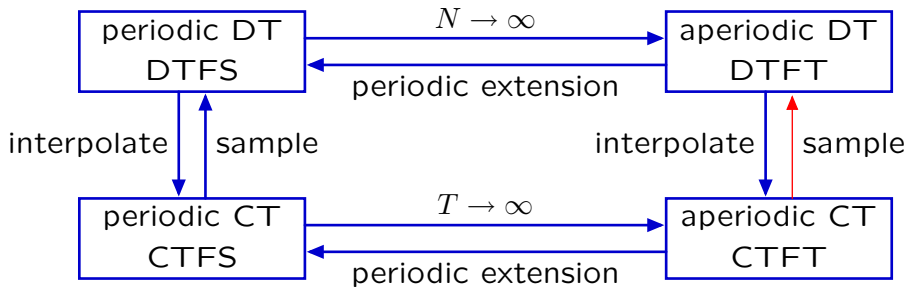 periodic DT
DTFS
N → ∞
periodic extension
aperiodic DT
DTFT
interpolate
sample
interpolate
sample
periodic CT
CTFS
T → ∞
periodic extension
aperiodic CT
CTFT